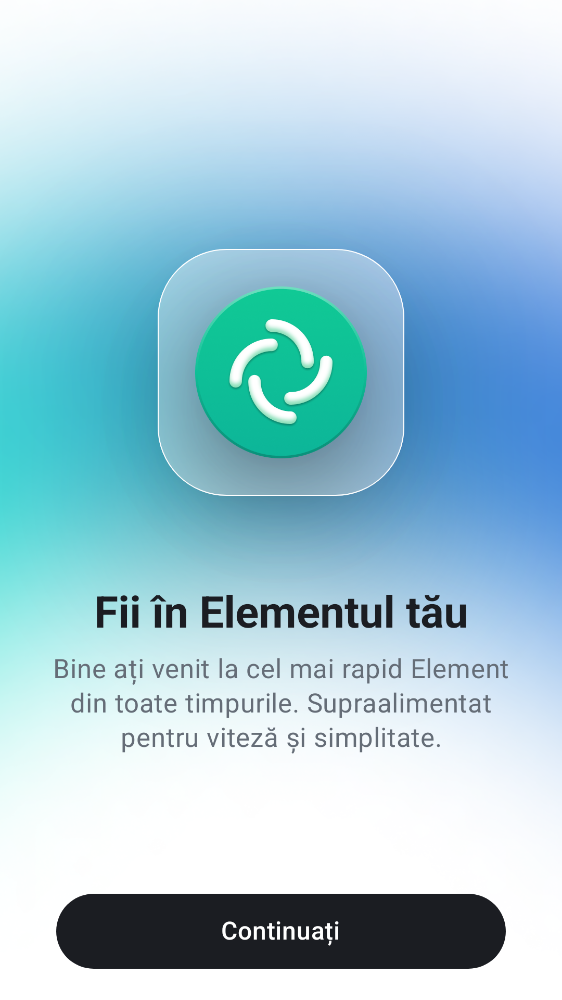 Fii în Elementul tău
Bine ați venit la cel mai rapid Element
din toate timpurile. Supraalimentat
pentru viteză și simplitate.
Continuați